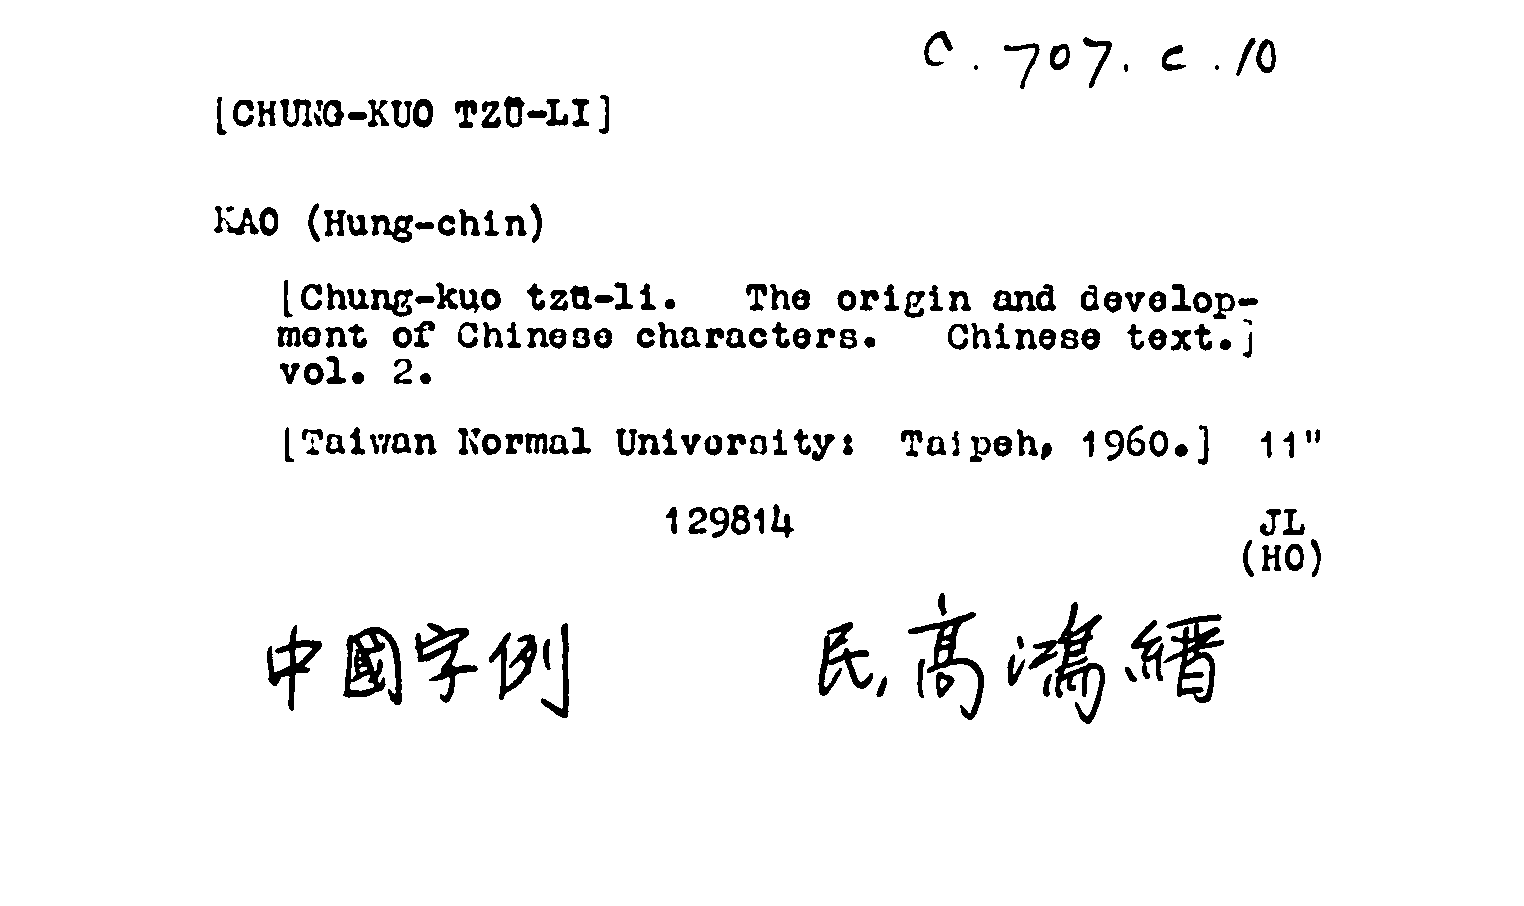 C.707.c.10
[CHUNG-KUO TZŬ-LI]
KAO (Hung-chin)
[Chung-kuo tzŭ-li. The origin and develop-
ment of Chinese characters. Chinese text.]
vol. 2.
[Taiwan Normal University: Taipeh, 1960.] 11"
129814
JL
(HO)
中國字例 民,高鴻縉